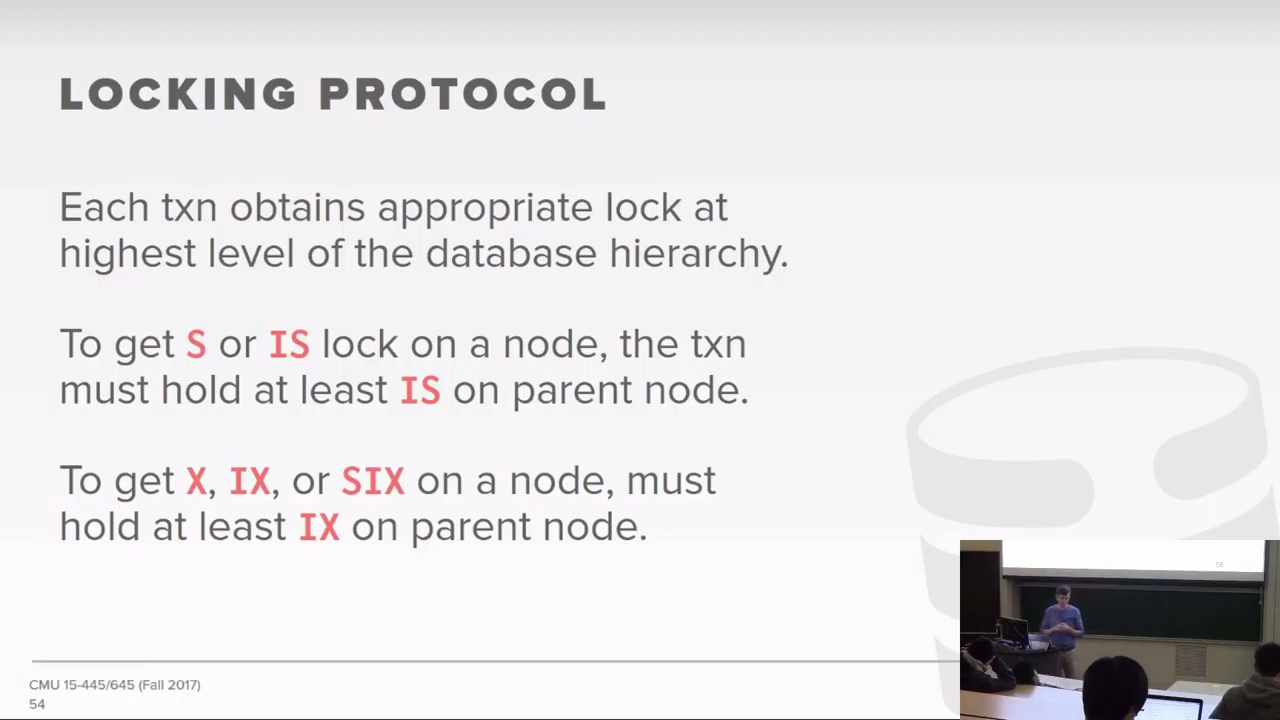 LOCKING PROTOCOL
Each txn obtains appropriate lock at
highest level of the database hierarchy.
To get S or IS lock on a node, the txn
must hold at least IS on parent node.
To get X, IX, or SIX on a node, must
hold at least IX on parent node.
CMU 15-445/645 (Fall 2017)
54